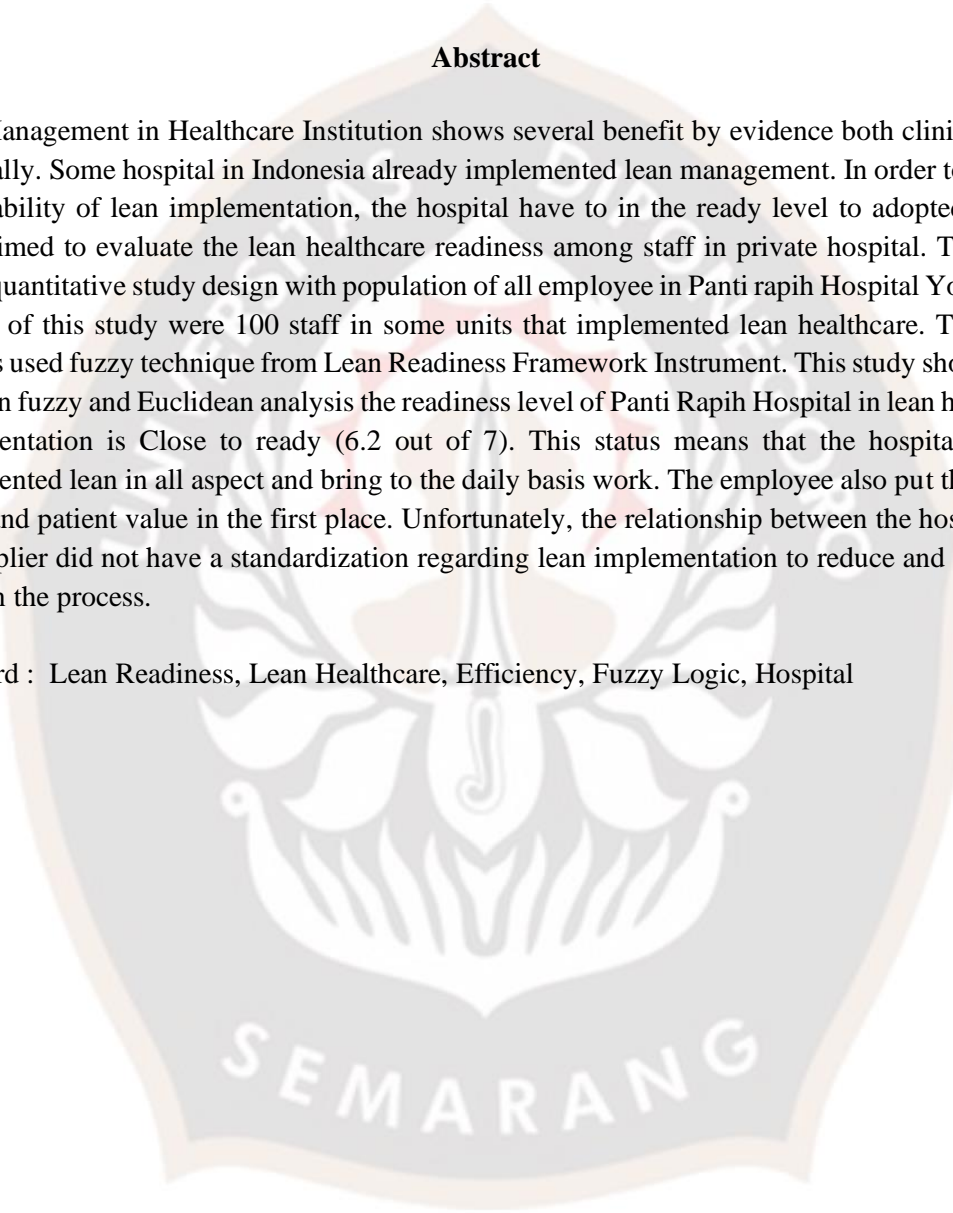 Abstract
Management in Healthcare Institution shows several benefit by evidence both clini
ally. Some hospital in Indonesia already implemented lean management. In order to
ability of lean implementation, the hospital have to in the ready level to adopted
imed to evaluate the lean healthcare readiness among staff in private hospital. T
quantitative study design with population of all employee in Panti rapih Hospital Yo
of this study were 100 staff in some units that implemented lean healthcare. T
s used fuzzy technique from Lean Readiness Framework Instrument. This study sho
n fuzzy and Euclidean analysis the readiness level of Panti Rapih Hospital in lean h
entation is Close to ready (6.2 out of 7). This status means that the hospita
ented lean in all aspect and bring to the daily basis work. The employee also put th
and patient value in the first place. Unfortunately, the relationship between the hos
plier did not have a standardization regarding lean implementation to reduce and
n the process.
rd : Lean Readiness, Lean Healthcare, Efficiency, Fuzzy Logic, Hospital
UNIVERSITAS DIPONEGORO
SEMARANG